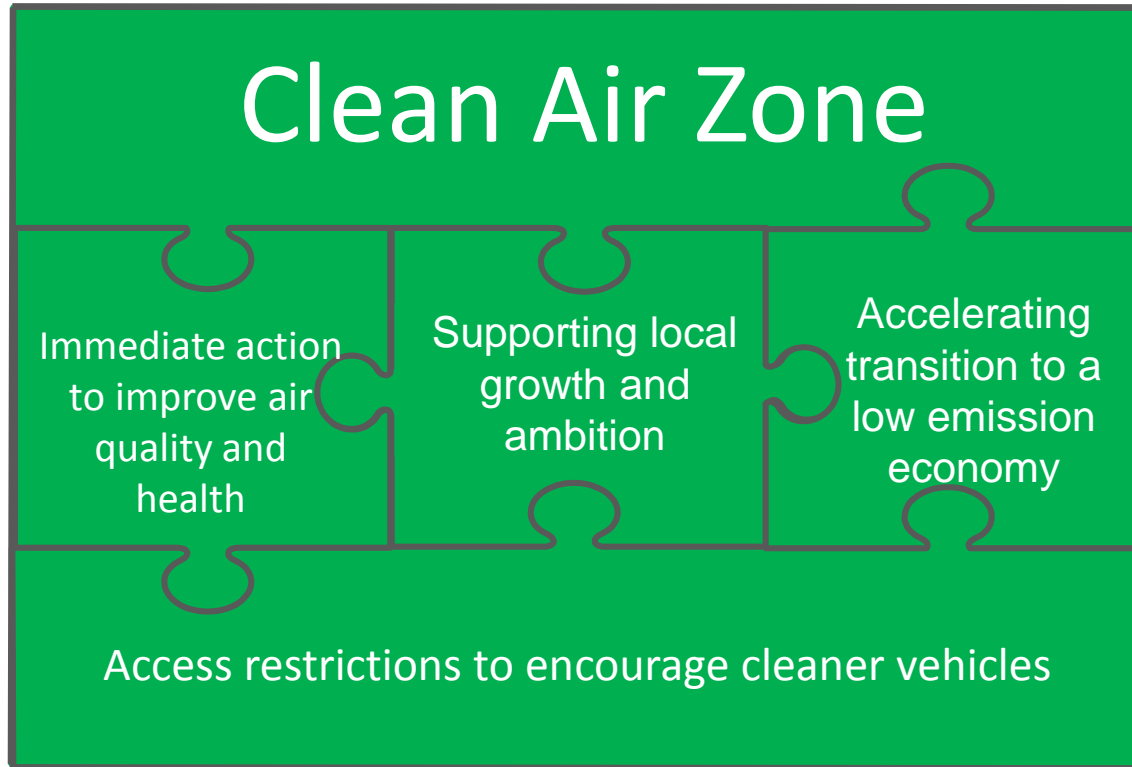 Clean Air Zone
Immediate action
to improve air
quality and
health
Supporting local
growth and
ambition
Accelerating
transition to a
low emission
economy
Access restrictions to encourage cleaner vehicles